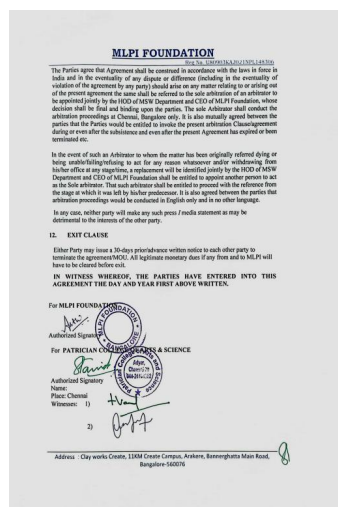 MLPI FOUNDATION
The Parties agree that Agreement shall be construed in accordance with the laws in force in
India and in the eventuality of any dispute or difference (including in the eventuality of
violation of the agreement by any party) should arise on any matter relating to or arising out
of the present agreement the same shall be referred to the sole arbitration of an arbitrator to
be appointed jointly by the HOD of MSW Department and CEO of MLPI Foundation, whose
decision shall be final and binding upon the parties. The sole Arbitrator shall conduct the
arbitration proceedings at Chennai, Bangalore only. It is also mutually agreed between the
parties that the Parties would be entitled to invoke the present arbitration Clause/agreement
during or even after the subsistence and even after the present Agreement has expired or been
terminated etc.
In the event of such an Arbitrator to whom the matter has been originally referred dying or
being unable/failing/refusing to act for any reason whatsoever and/or withdrawing from
his/her office at any stage/time, a replacement will be identified jointly by the HOD of MSW
Department and CEO of MLPI Foundation shall be entitled to appoint another person to act
as the Sole arbitrator. That such arbitrator shall be entitled to proceed with the reference from
the stage at which it was left by his/her predecessor. It is also agreed between the parties that
arbitration proceedings would be conducted in English only and in no other language.
In any case, neither party will make any such press / media statement as may be
detrimental to the interests of the other party.
12. EXIT CLAUSE
Either Party may issue a 30-days prior/advance written notice to each other party to
terminate the agreement/MOU. All legitimate monetary dues if any from and to MLPI will
have to be cleared before exit.
IN WITNESS WHEREOF, THE PARTIES HAVE ENTERED INTO THIS
AGREEMENT THE DAY AND YEAR FIRST ABOVE WRITTEN.
For MLPI FOUNDATION
MLPI FOUNDATION
BANGALORE
Authorized Signatory
For PATRICIAN COLLEGE OF ARTS & SCIENCE
Adyar,
Authorized Signatory
Name:
Place: Chennai
Witnesses: 1)
2)
Address : Clay works Create, 11KM Create Campus, Arakere, Bannerghatta Main Road,
Bangalore-560076
8